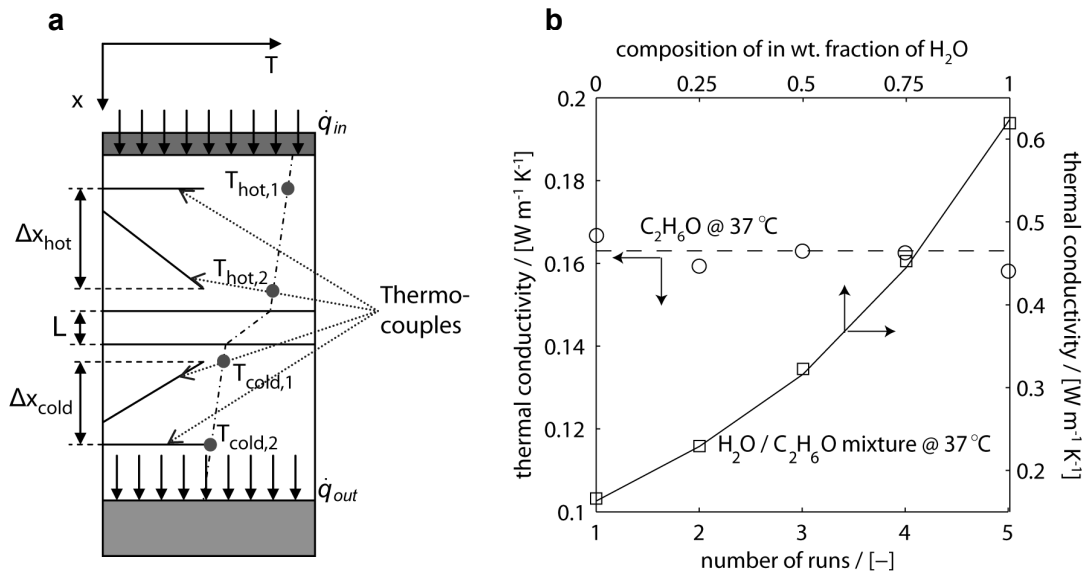 a
T
x
q̇in
Thot,1
Δxhot
Thot,2
Thermo-
couples
L
Tcold,1
Δxcold
Tcold,2
q̇out
b
composition of in wt. fraction of H2O
0 0.25 0.5 0.75 1
0.2
0.18
0.16
0.14
0.12
0.1
thermal conductivity / [W m-1 K-1]
C2H6O @ 37 °C
H2O / C2H6O mixture @ 37 °C
0.6
0.5
0.4
0.3
0.2
thermal conductivity / [W m-1 K-1]
1 2 3 4 5
number of runs / [–]